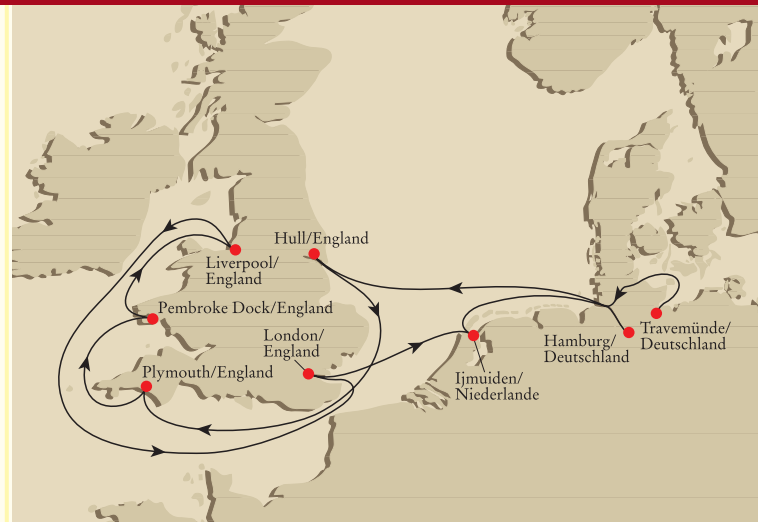 Hull/England
Liverpool/
England
Pembroke Dock/England
London/
England
Plymouth/England
Ijmuiden/
Niederlande
Hamburg/
Deutschland
Travemünde/
Deutschland